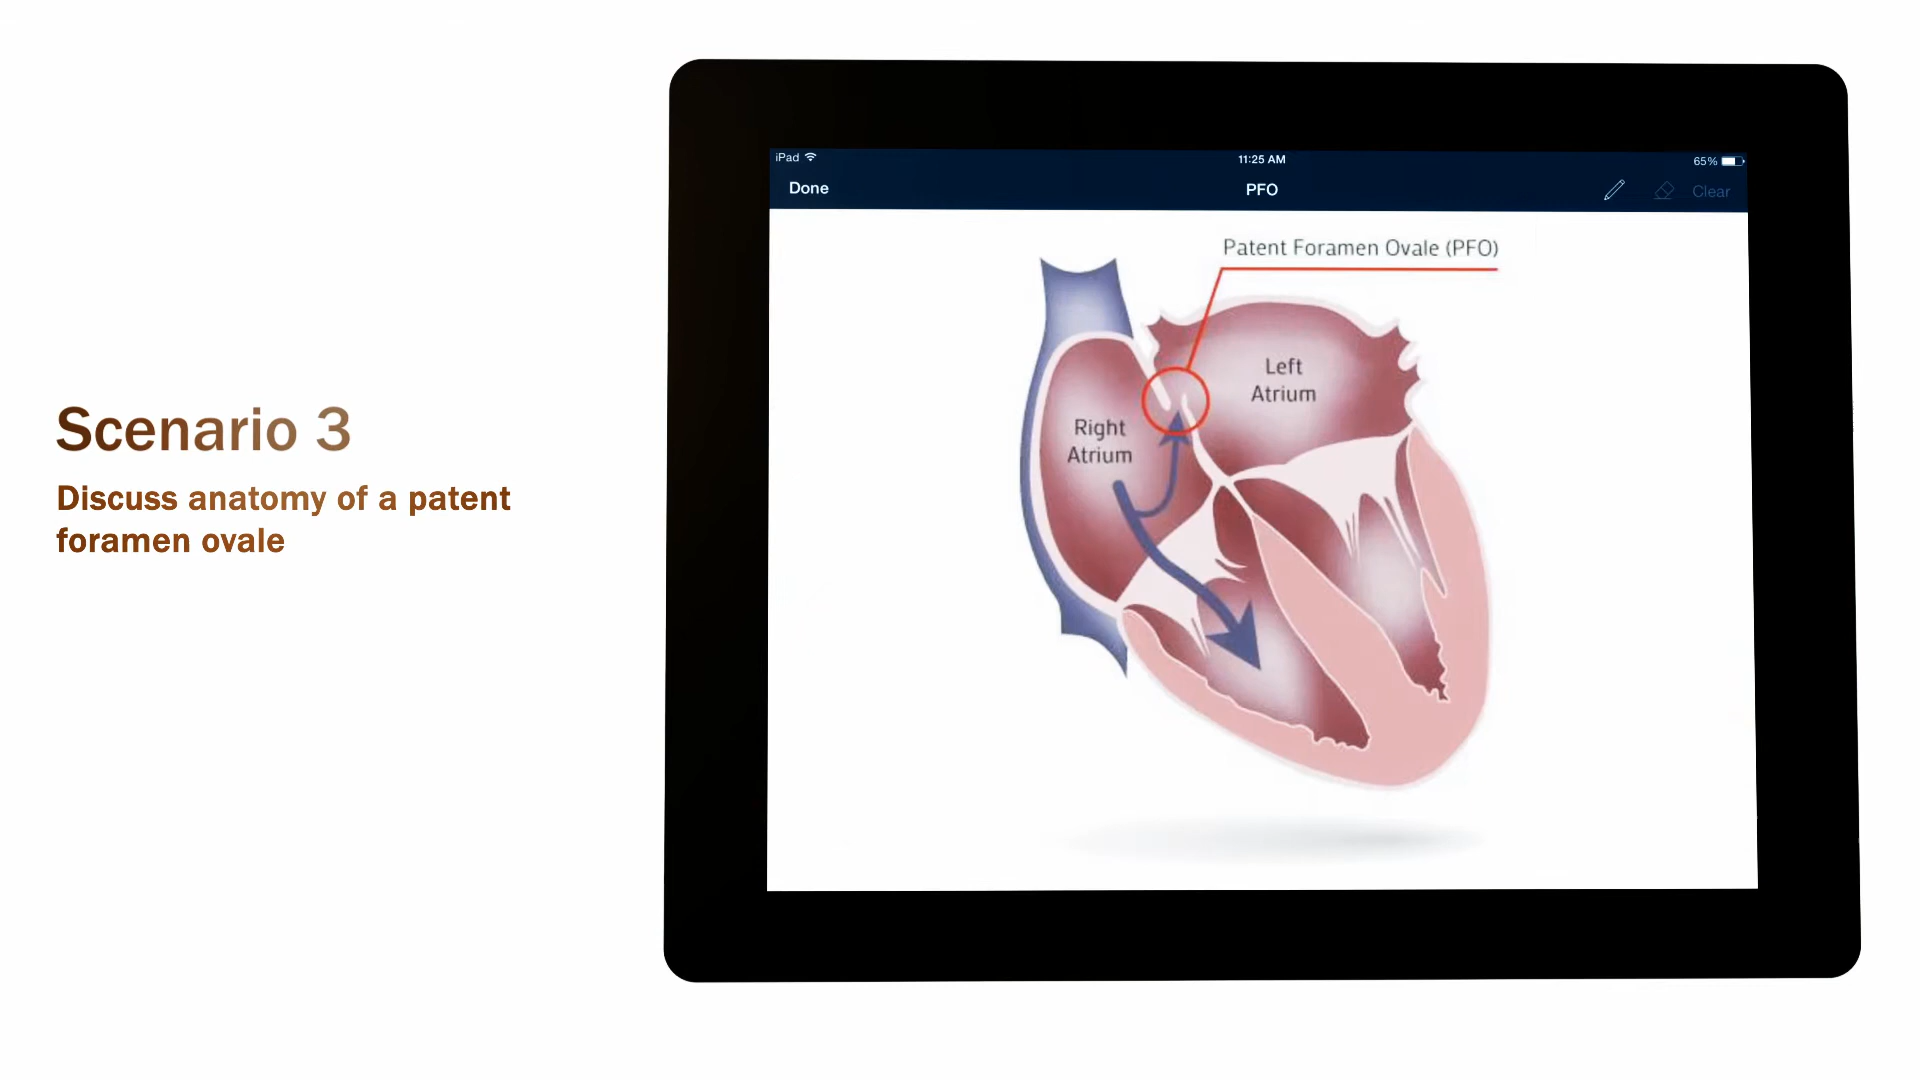 Scenario 3
Discuss anatomy of a patent
foramen ovale
iPad
11:25 AM
65%
Done
PFO
Clear
Patent Foramen Ovale (PFO)
Left
Atrium
Right
Atrium